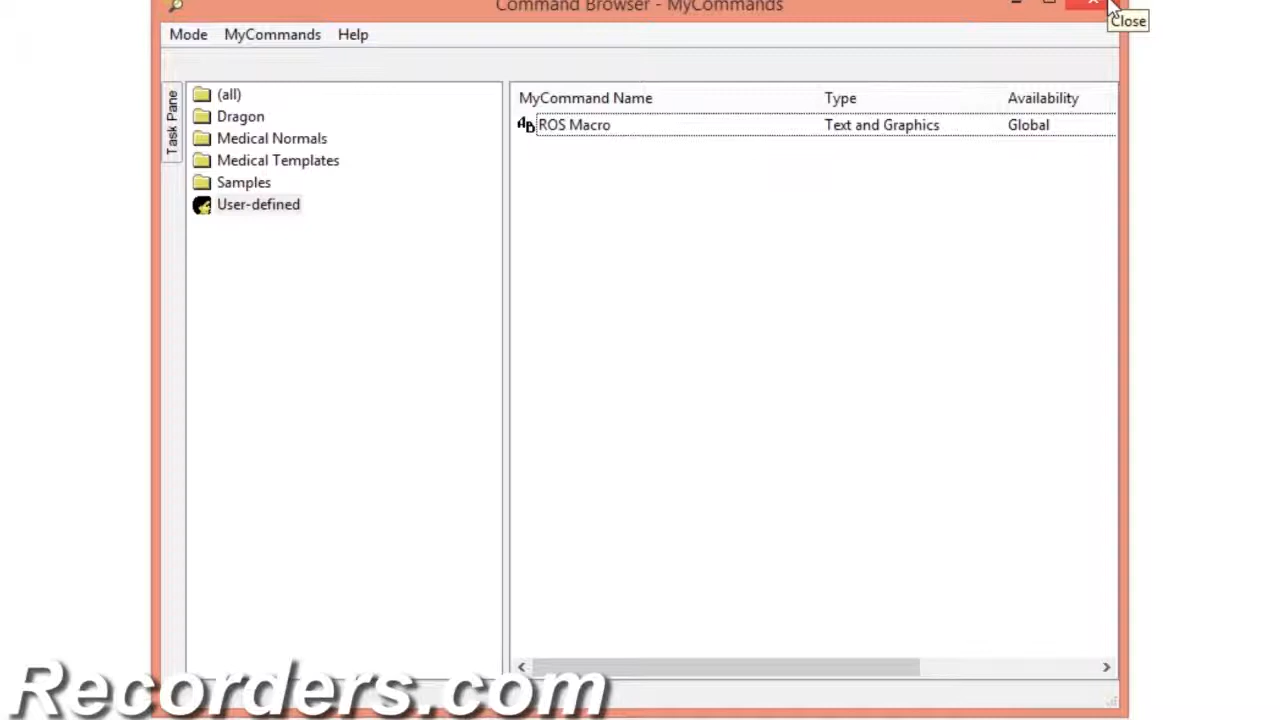 Command Browser - MyCommands
Close
Mode MyCommands Help
Task Pane
(all)
Dragon
Medical Normals
Medical Templates
Samples
User-defined
MyCommand Name Type Availability
ROS Macro Text and Graphics Global
Recorders.com